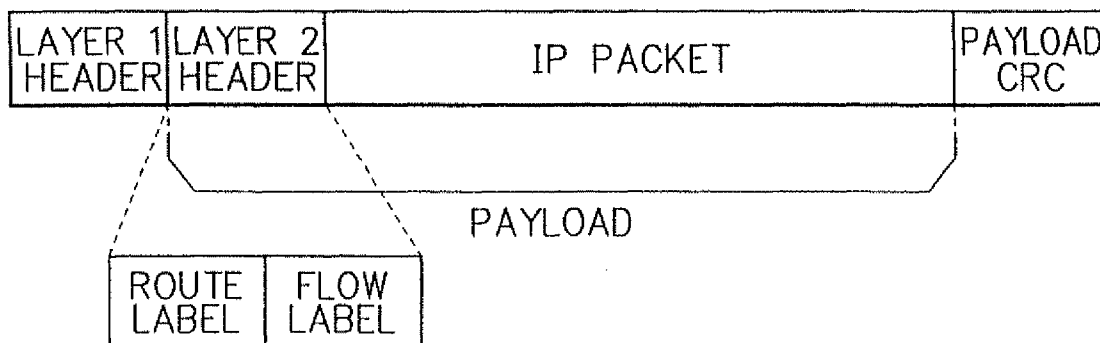 LAYER 1
HEADER
LAYER 2
HEADER
IP PACKET
PAYLOAD
CRC
PAYLOAD
ROUTE
LABEL
FLOW
LABEL